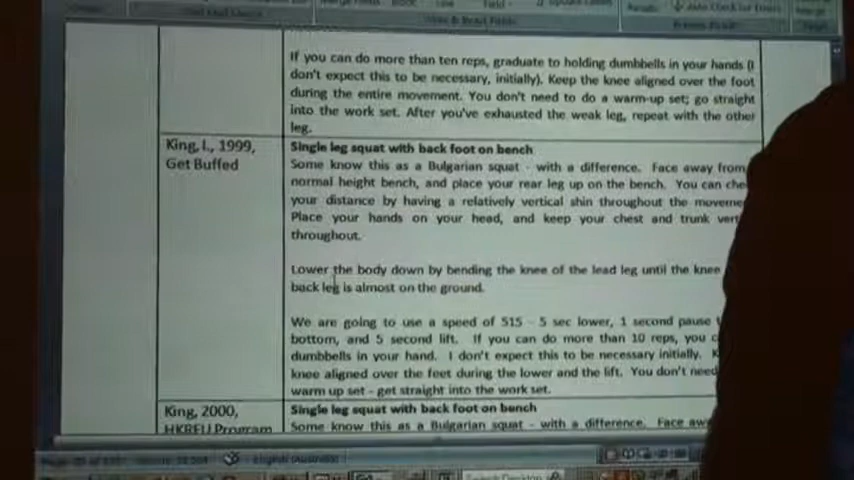 If you can do more than ten reps, graduate to holding dumbbells in your hands (I
don't expect this to be necessary, initially). Keep the knee aligned over the foot
during the entire movement. You don't need to do a warm-up set; go straight
into the work set. After you've exhausted the weak leg, repeat with the other
leg.
King, I., 1999,
Get Buffed
Single leg squat with back foot on bench
Some know this as a Bulgarian squat - with a difference. Face away from
normal height bench, and place your rear leg up on the bench. You can che
your distance by having a relatively vertical shin throughout the moveme
Place your hands on your head, and keep your chest and trunk vert
throughout.
Lower the body down by bending the knee of the lead leg until the knee
back leg is almost on the ground.
We are going to use a speed of 515 - 5 sec lower, 1 second pause
bottom, and 5 second lift. If you can do more than 10 reps, you c
dumbbells in your hand. I don't expect this to be necessary initially. K
knee aligned over the feet during the lower and the lift. You don't need
warm up set - get straight into the work set.
King, 2000,
HKREU Program
Single leg squat with back foot on bench
Some know this as a Bulgarian squat - with a difference. Face awa
English (Australia)
Search Desktop